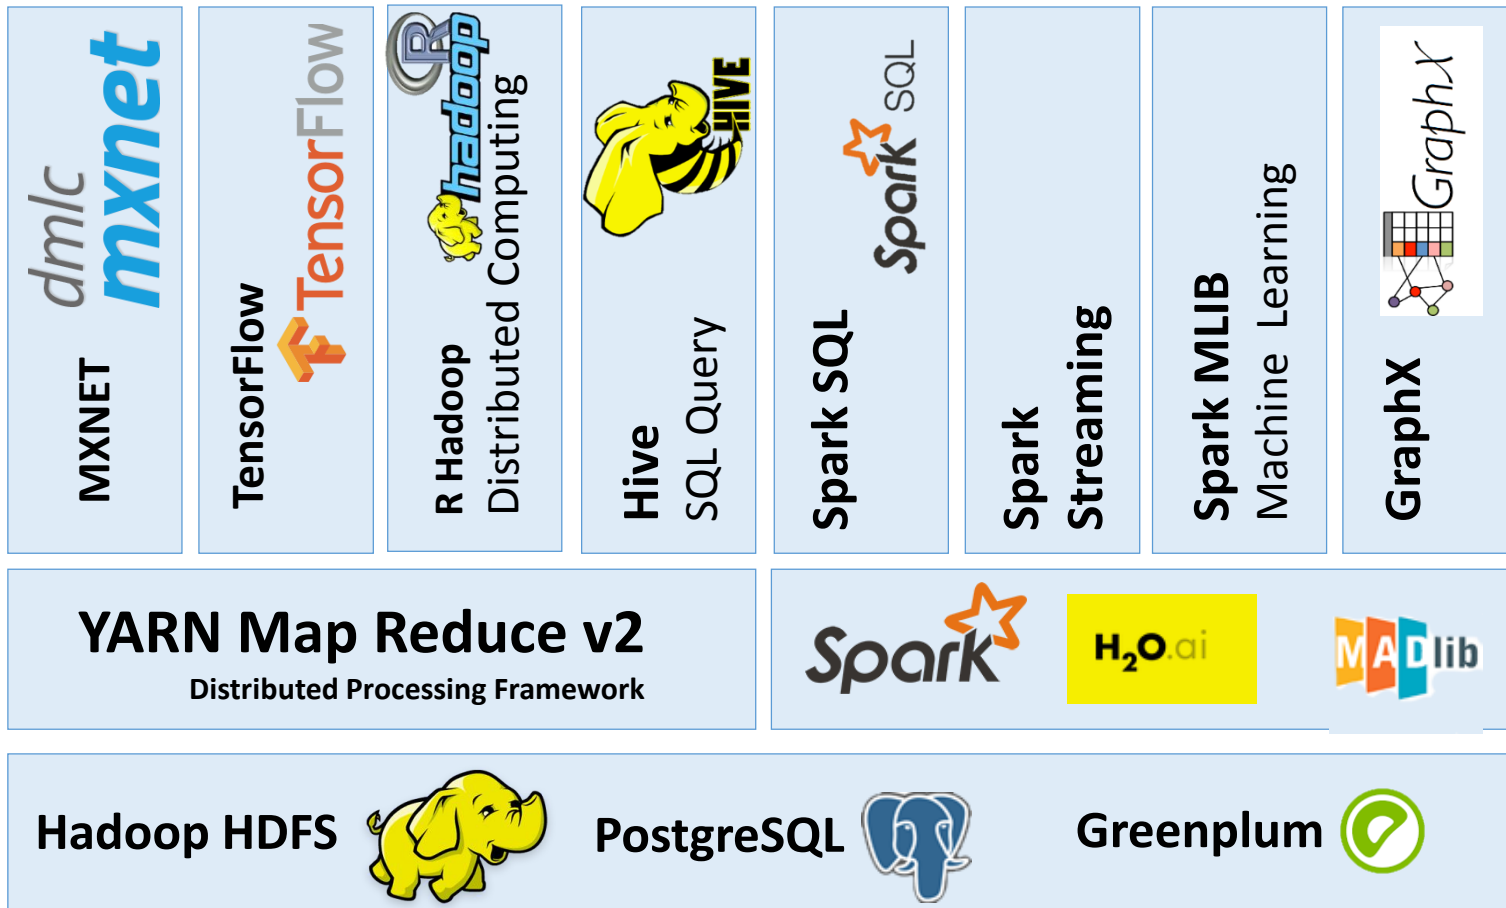 dmlc
mxnet
MXNET
TensorFlow
TensorFlow
R
hadoop
R Hadoop
Distributed Computing
HIVE
Hive
SQL Query
Spark SQL
Spark SQL
Spark
Streaming
Spark MLIB
Machine Learning
GraphX
GraphX
YARN Map Reduce v2
Distributed Processing Framework
Spark
H2O.ai
MADlib
Hadoop HDFS
PostgreSQL
Greenplum